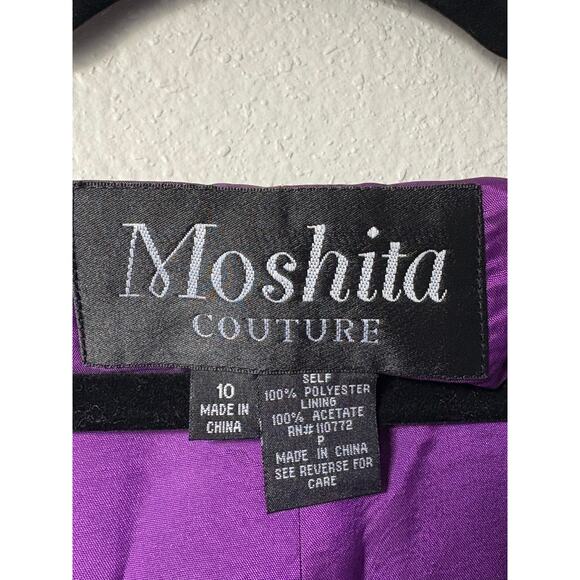 Moshita
COUTURE
10
MADE IN
CHINA
SELF
100% POLYESTER
LINING
100% ACETATE
RN# 110772
P
MADE IN CHINA
SEE REVERSE FOR
CARE